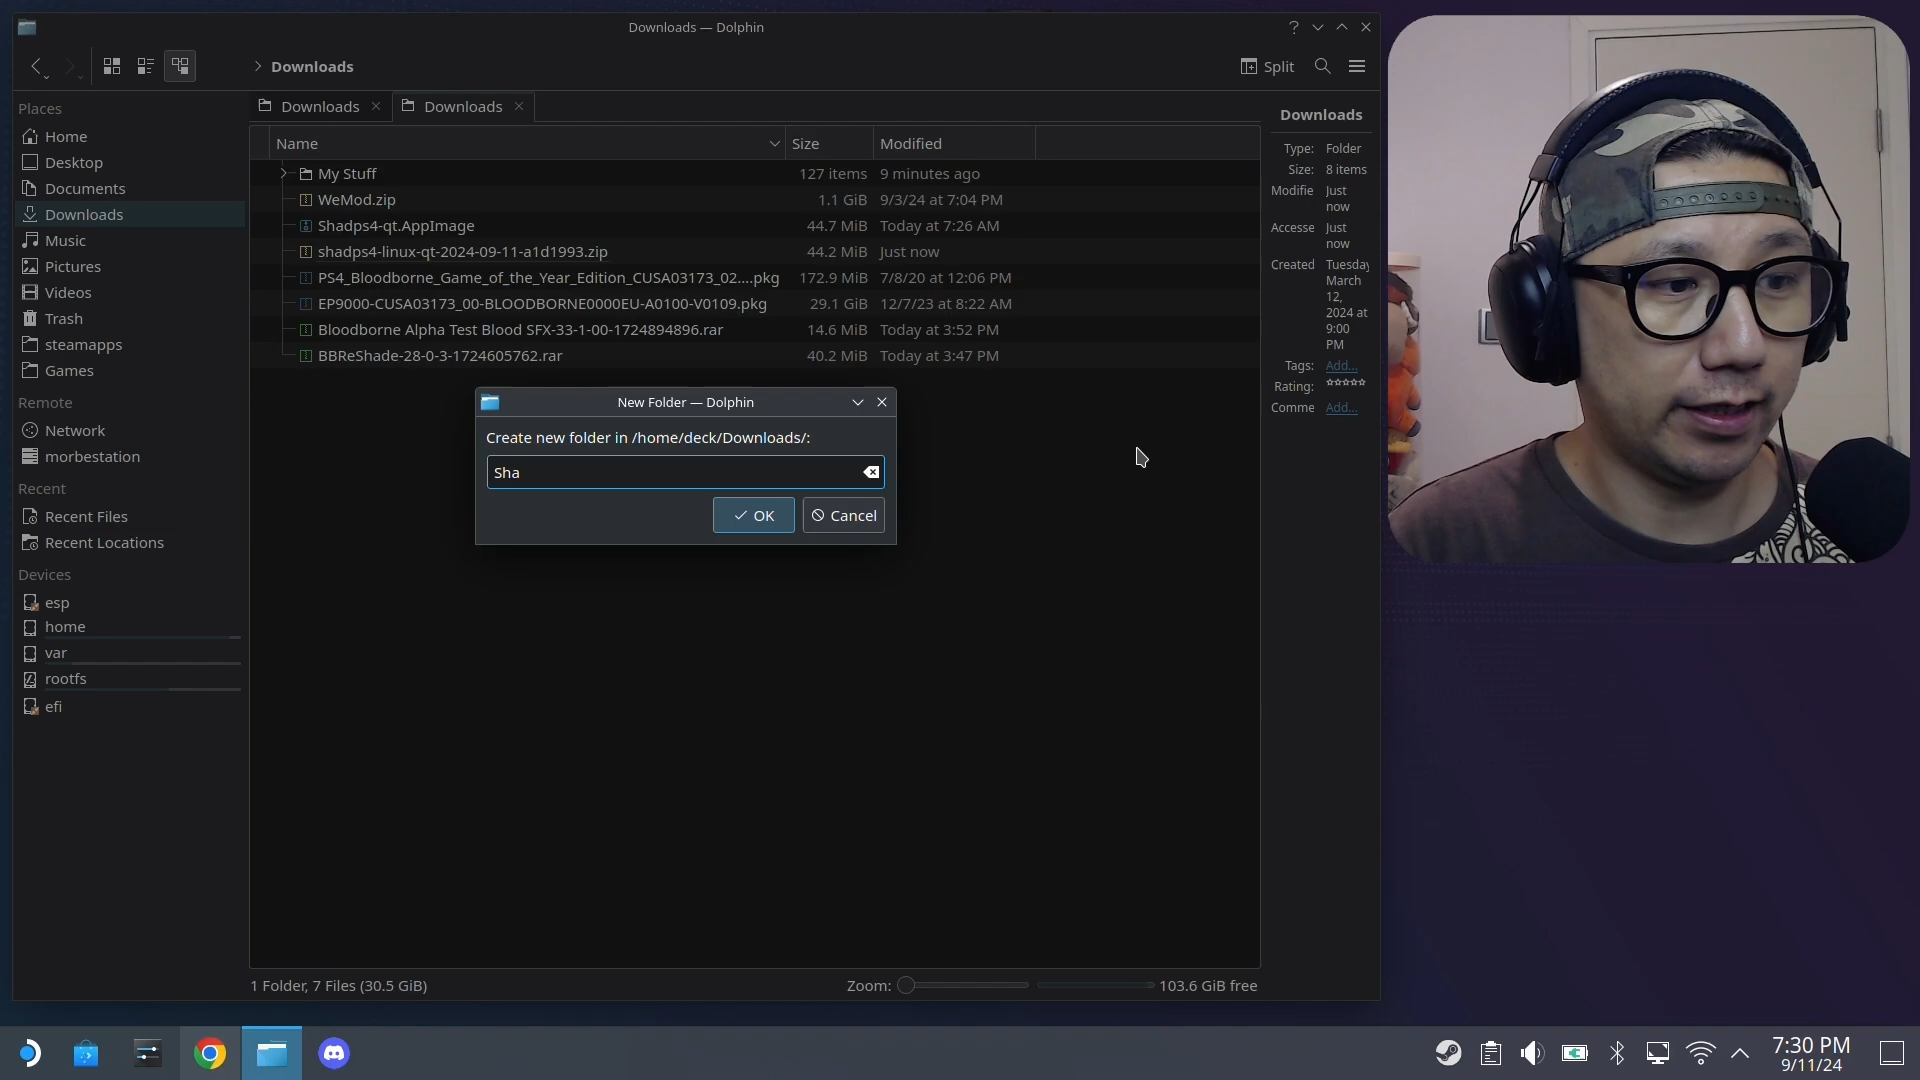 Downloads — Dolphin
Downloads
Split
Places
Home
Desktop
Documents
Downloads
Music
Pictures
Videos
Trash
steamapps
Games
Remote
Network
morbestation
Recent
Recent Files
Recent Locations
Devices
esp
home
var
rootfs
efi
Downloads
Downloads
Name Size Modified
My Stuff 127 items 9 minutes ago
WeMod.zip 1.1 GiB 9/3/24 at 7:04 PM
Shadps4-qt.AppImage 44.7 MiB Today at 7:26 AM
shadps4-linux-qt-2024-09-11-a1d1993.zip 44.2 MiB Just now
PS4_Bloodborne_Game_of_the_Year_Edition_CUSA03173_02....pkg 172.9 MiB 7/8/20 at 12:06 PM
EP9000-CUSA03173_00-BLOODBORNE0000EU-A0100-V0109.pkg 29.1 GiB 12/7/23 at 8:22 AM
Bloodborne Alpha Test Blood SFX-33-1-00-1724894896.rar 14.6 MiB Today at 3:52 PM
BBReShade-28-0-3-1724605762.rar 40.2 MiB Today at 3:47 PM
New Folder — Dolphin
Create new folder in /home/deck/Downloads/:
Sha
OK
Cancel
Downloads
Type: Folder
Size: 8 items
Modifie Just
now
Accesse Just
now
Created Tuesday
March
12,
2024 at
9:00
PM
Tags: Add...
Rating:
Comme Add...
1 Folder, 7 Files (30.5 GiB)
Zoom:
103.6 GiB free
7:30 PM
9/11/24